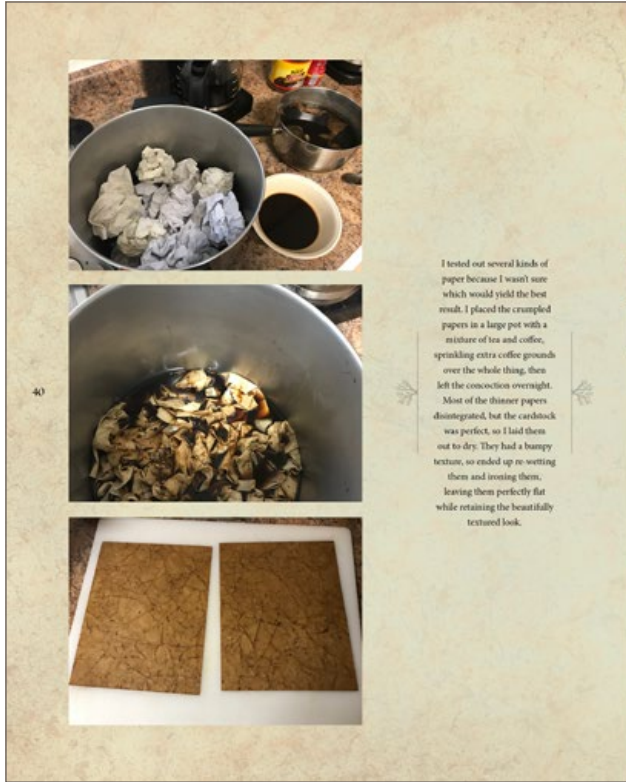 40
I tested out several kinds of
paper because I wasn't sure
which would yield the best
result. I placed the crumpled
papers in a large pot with a
mixture of tea and coffee,
sprinkling extra coffee grounds
over the whole thing, then
left the concoction overnight.
Most of the thinner papers
disintegrated, but the cardstock
was perfect, so I laid them
out to dry. They had a bumpy
texture, so ended up re-wetting
them and ironing them,
leaving them perfectly flat
while retaining the beautifully
textured look.